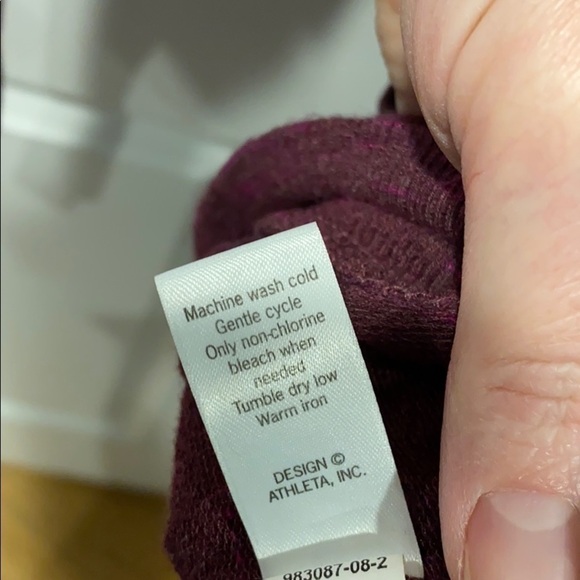 Machine wash cold
Gentle cycle
Only non-chlorine
bleach when
needed
Tumble dry low
Warm iron
DESIGN ©
ATHLETA, INC.
983087-08-2